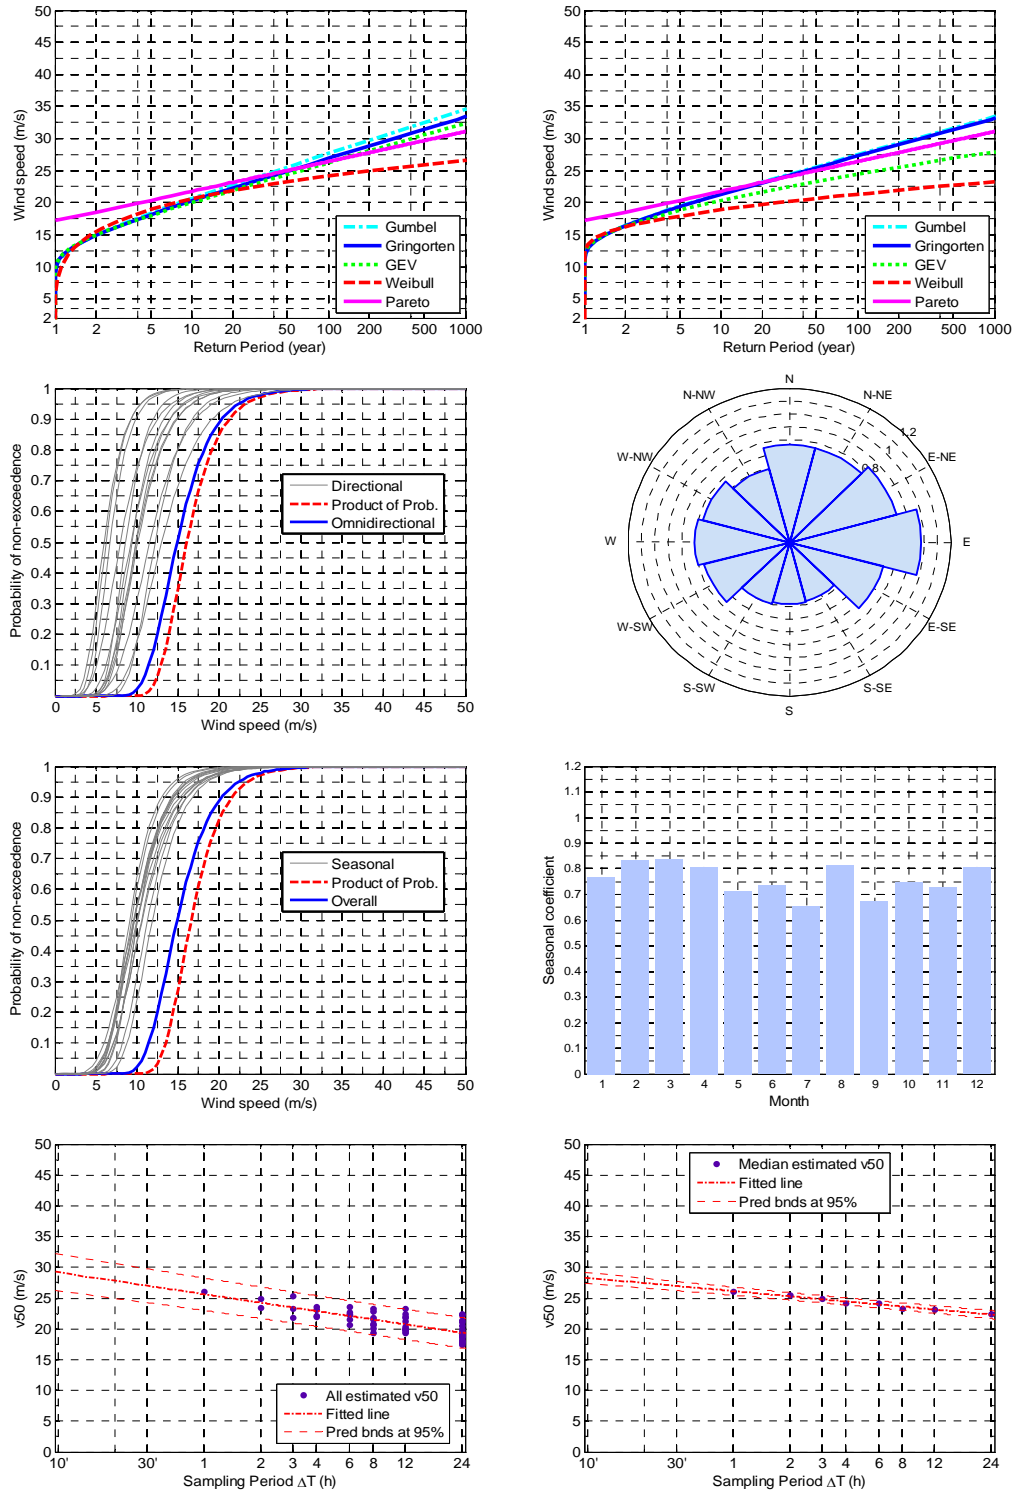 50
45
40
35
30
25
20
15
10
5
2
Wind speed (m/s)
1 2 5 10 20 50 100 200 500 1000
Return Period (year)
Gumbel
Gringorten
GEV
Weibull
Pareto
50
45
40
35
30
25
20
15
10
5
2
Wind speed (m/s)
1 2 5 10 20 50 100 200 500 1000
Return Period (year)
Gumbel
Gringorten
GEV
Weibull
Pareto
1
0.9
0.8
0.7
0.6
0.5
0.4
0.3
0.2
0.1
Probability of non-exceedence
0 5 10 15 20 25 30 35 40 45 50
Wind speed (m/s)
Directional
Product of Prob.
Omnidirectional
N
N-NE
E-NE
E
E-SE
S-SE
S
S-SW
W-SW
W
W-NW
N-NW
1.2
1
0.8
1
0.9
0.8
0.7
0.6
0.5
0.4
0.3
0.2
0.1
Probability of non-exceedence
0 5 10 15 20 25 30 35 40 45 50
Wind speed (m/s)
Seasonal
Product of Prob.
Overall
1.2
1.1
1
0.9
0.8
0.7
0.6
0.5
0.4
0.3
0.2
0.1
0
Seasonal coefficient
1 2 3 4 5 6 7 8 9 10 11 12
Month
50
45
40
35
30
25
20
15
10
5
0
v50 (m/s)
10' 30' 1 2 3 4 6 8 12 24
Sampling Period ΔT (h)
All estimated v50
Fitted line
Pred bnds at 95%
50
45
40
35
30
25
20
15
10
5
0
v50 (m/s)
10' 30' 1 2 3 4 6 8 12 24
Sampling Period ΔT (h)
Median estimated v50
Fitted line
Pred bnds at 95%